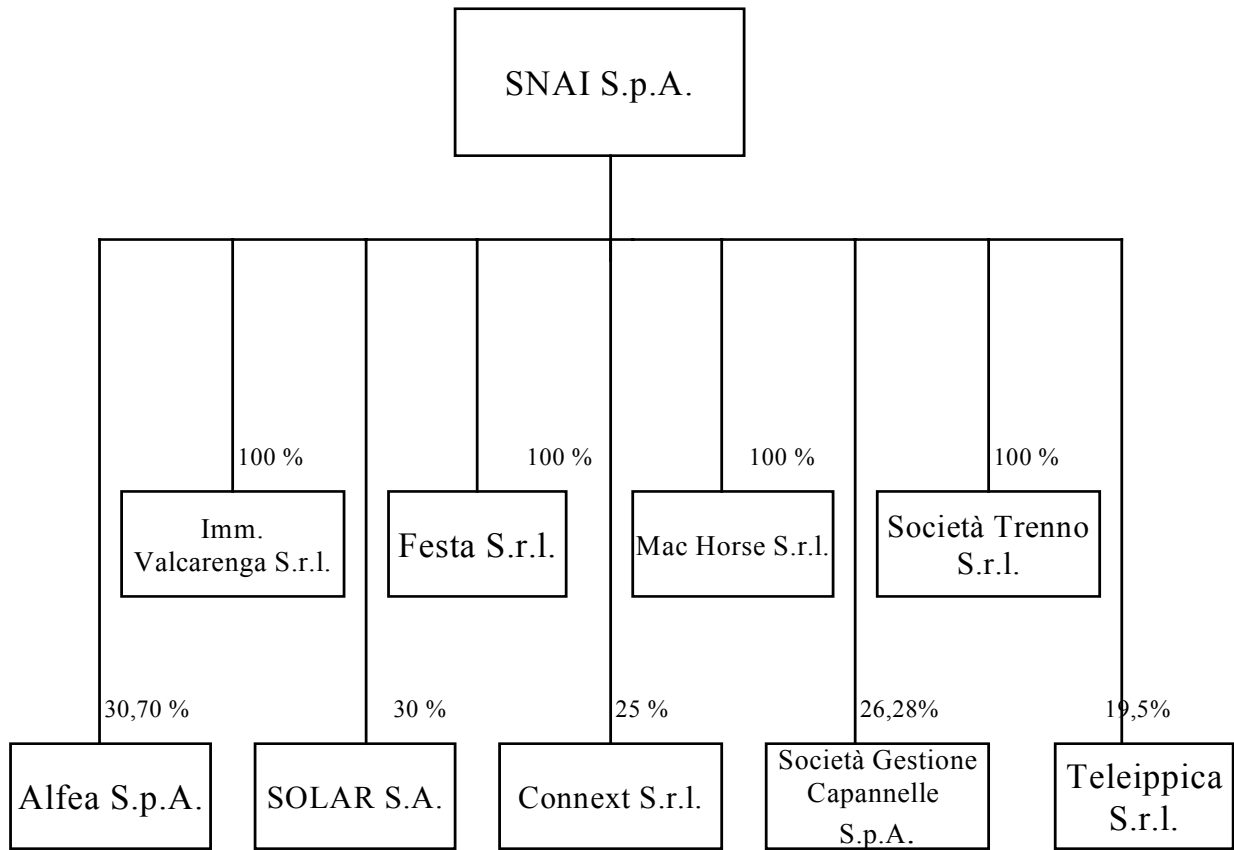 SNAI S.p.A.
100 %
100 %
100 %
100 %
Imm.
Valcarenga S.r.l.
Festa S.r.l.
Mac Horse S.r.l.
Società Trenno
S.r.l.
30,70 %
30 %
25 %
26,28%
19,5%
Alfea S.p.A.
SOLAR S.A.
Connext S.r.l.
Società Gestione
Capannelle
S.p.A.
Teleippica
S.r.l.